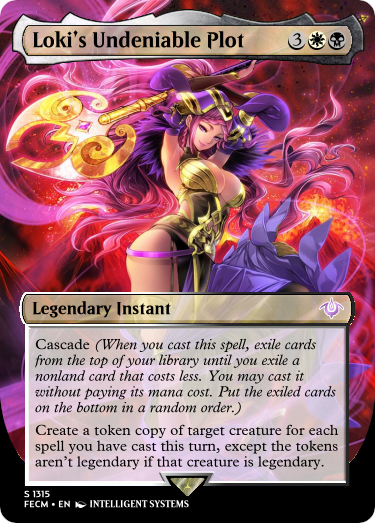 Loki's Undeniable Plot 3
Legendary Instant
Cascade (When you cast this spell, exile cards
from the top of your library until you exile a
nonland card that costs less. You may cast it
without paying its mana cost. Put the exiled cards
on the bottom in a random order.)
Create a token copy of target creature for each
spell you have cast this turn, except the tokens
aren't legendary if that creature is legendary.
S 1315
FECM • EN INTELLIGENT SYSTEMS